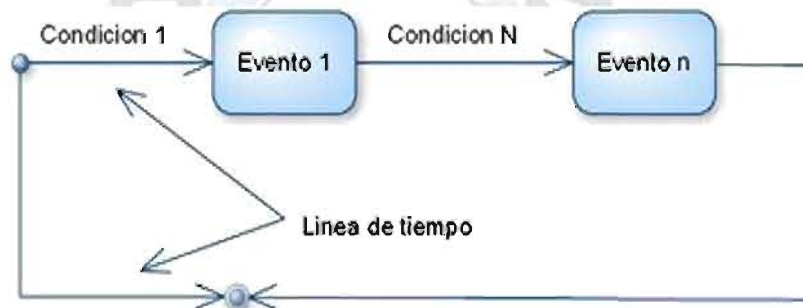 Condicion 1
Condicion N
Evento 1
Evento n
Linea de tiempo